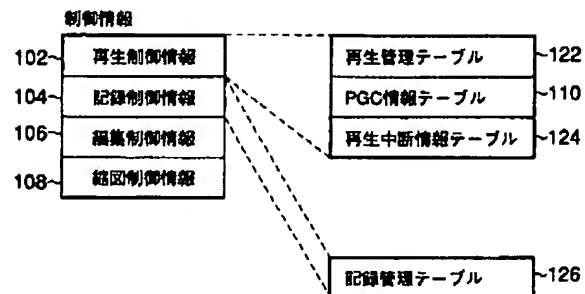 制御情報
102 再生制御情報
104 記録制御情報
106 編集制御情報
108 縮図制御情報
再生管理テーブル 122
PGC情報テーブル 110
再生中断情報テーブル 124
記録管理テーブル 126